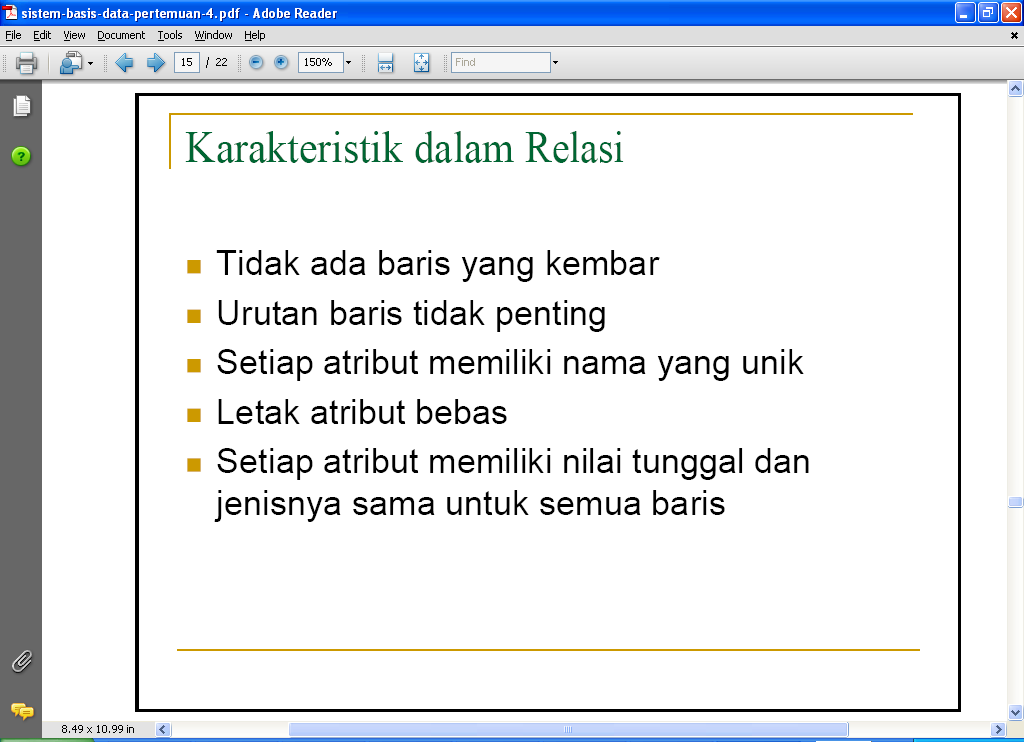 sistem-basis-data-pertemuan-4.pdf - Adobe Reader
File Edit View Document Tools Window Help
15 / 22 150% Find
Karakteristik dalam Relasi
Tidak ada baris yang kembar
Urutan baris tidak penting
Setiap atribut memiliki nama yang unik
Letak atribut bebas
Setiap atribut memiliki nilai tunggal dan
jenisnya sama untuk semua baris
8.49 x 10.99 in